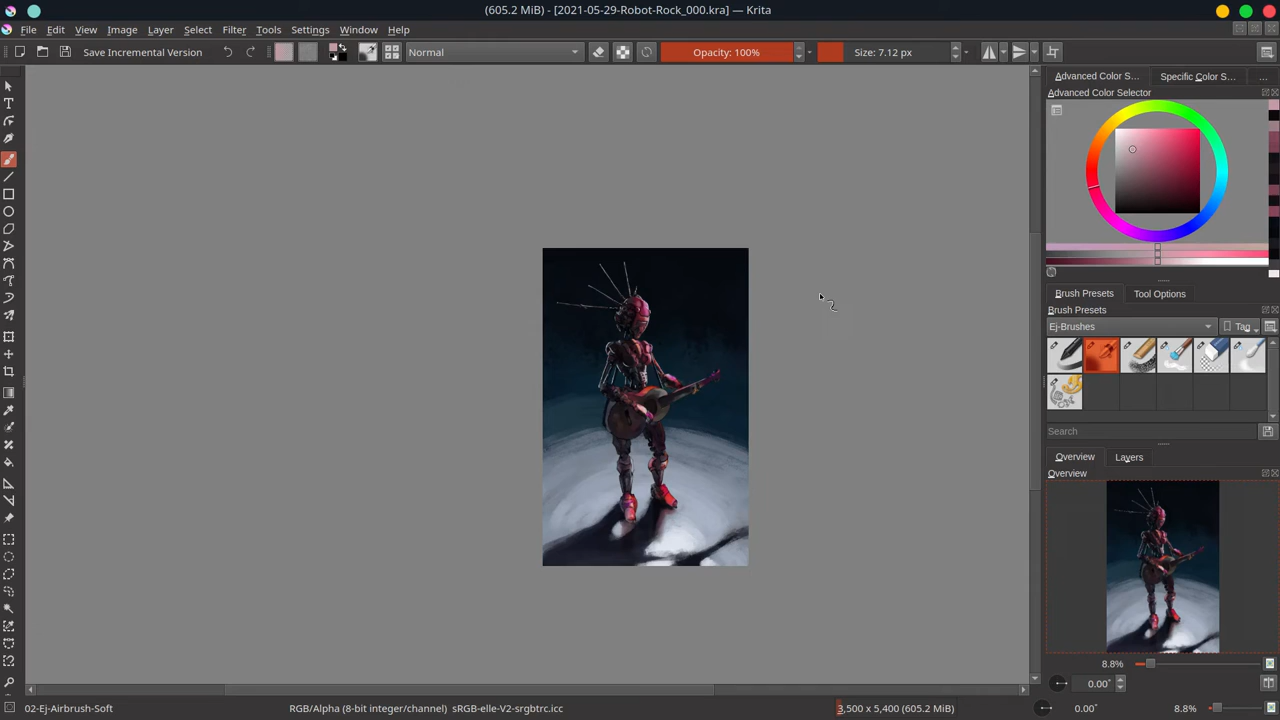 (605.2 MiB) - [2021-05-29-Robot-Rock_000.kra] — Krita
File Edit View Image Layer Select Filter Tools Settings Window Help
Save Incremental Version Normal Opacity: 100% Size: 7.12 px
Advanced Color S... Specific Color S... ...
Advanced Color Selector
Brush Presets Tool Options
Brush Presets
Ej-Brushes Tag
Search
Overview Layers
Overview
8.8%
0.00°
02-Ej-Airbrush-Soft RGB/Alpha (8-bit integer/channel) sRGB-elle-V2-srgbtrc.icc 3,500 x 5,400 (605.2 MiB) 0.00° 8.8%